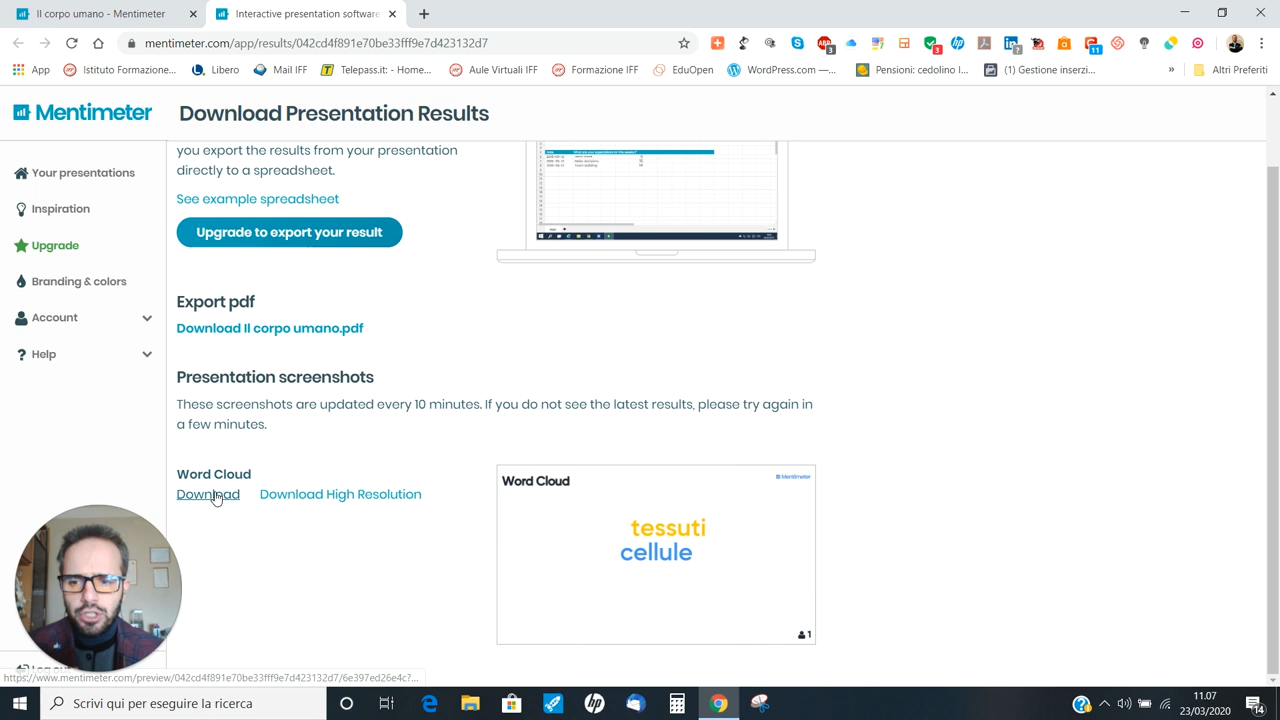 Il corpo umano - Mentimeter
Interactive presentation software
mentimeter.com/app/results/042cd4f891e70be33fff9e7d423132d7
App
Istituto Formazione...
Libero
Mail IFF
Telepass.it: - Home...
Aule Virtuali IFF
Formazione IFF
EduOpen
WordPress.com —...
Pensioni: cedolino I...
(1) Gestione inserzi...
»
Altri Preferiti
Mentimeter
Download Presentation Results
you export the results from your presentation
directly to a spreadsheet.
See example spreadsheet
Upgrade to export your result
Your presentations
Inspiration
Upgrade
Branding & colors
Account
Help
Export pdf
Download Il corpo umano.pdf
Presentation screenshots
These screenshots are updated every 10 minutes. If you do not see the latest results, please try again in
a few minutes.
Word Cloud
Download
Download High Resolution
Word Cloud
Mentimeter
tessuti
cellule
1
https://www.mentimeter.com/preview/042cd4f891e70be33fff9e7d423132d7/6e397ed26e4c?...
Scrivi qui per eseguire la ricerca
11.07
23/03/2020